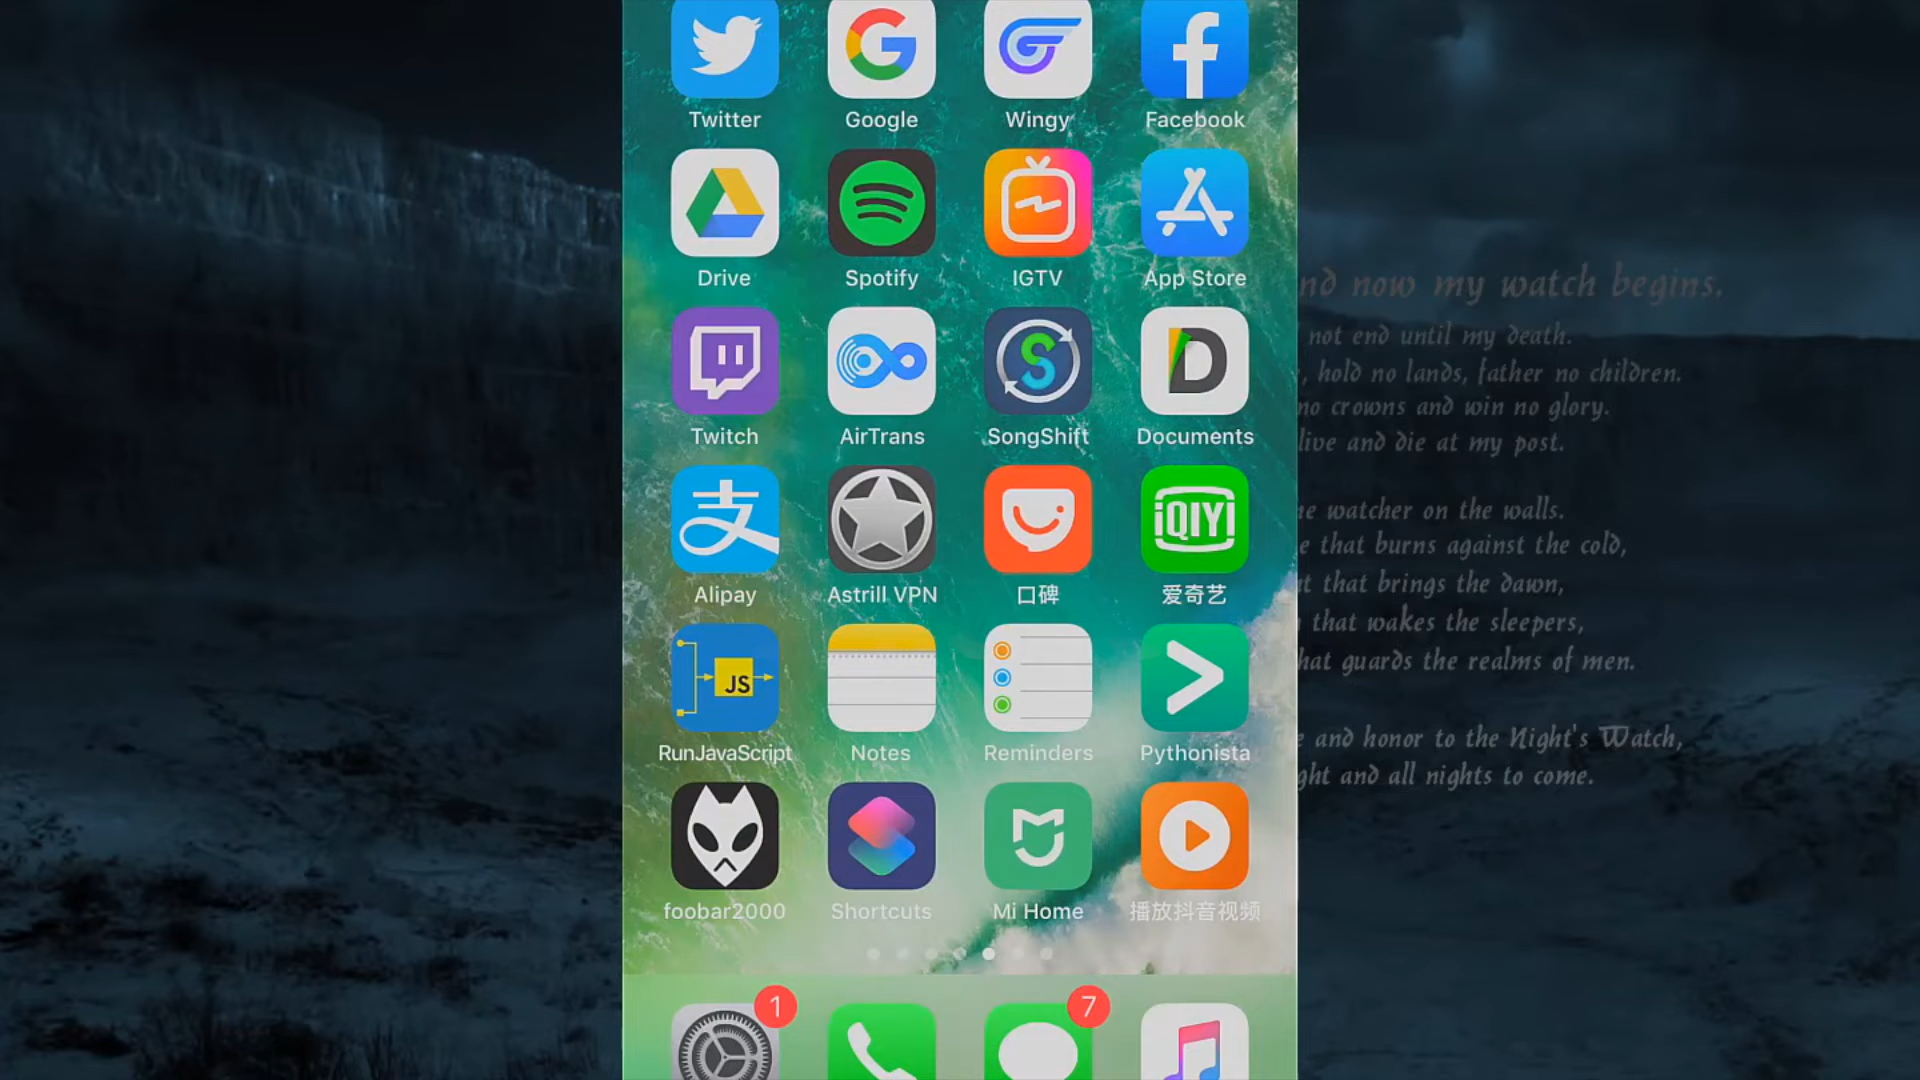 Twitter Google Wingy Facebook
Drive Spotify IGTV App Store
Twitch AirTrans SongShift Documents
支 iQIYI
Alipay Astrill VPN 口碑 爱奇艺
JS
RunJavaScript Notes Reminders Pythonista
foobar2000 Shortcuts Mi Home 播放抖音视频
1 7
now my watch begins.
not end until my death.
hold no lands, father no children.
no crowns and win no glory.
live and die at my post.
watcher on the walls.
that burns against the cold,
that brings the dawn,
that wakes the sleepers,
guards the realms of men.
and honor to the Night's Watch,
and all nights to come.